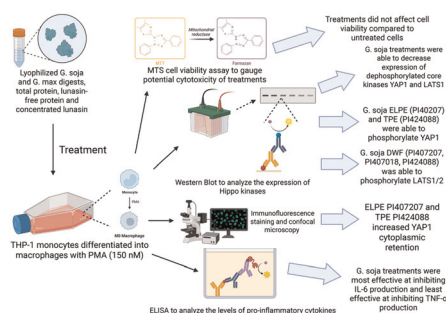 Lyophilized G. soja
and G. max digests,
total protein, lunasin-
free protein and
concentrated lunasin
Treatment
THP-1 monocytes differentiated into
macrophages with PMA (150 nM)
Monocyte
PMA
M0-Macrophage
MTT
Mitochondrial
reductase
Formazan
MTS cell viability assay to gauge
potential cytotoxicity of treatments
Western Blot to analyze the expression of
Hippo kinases
Immunofluorescence
staining and confocal
microscopy
ELISA to analyze the levels of pro-inflammatory cytokines
Treatments did not affect cell
viability compared to
untreated cells
G. soja treatments were
able to decrease
expression of
dephosphorylated core
kinases YAP1 and LATS1
G. soja ELPE (PI40207)
and TPE (PI424088)
were able to
phosphorylate YAP1
G. soja DWF (PI407207,
PI407018, P424088)
was able to
phosphorylate LATS1/2
ELPE PI407207 and
TPE PI424088
increased YAP1
cytoplasmic
retention
G. soja treatments were
most effective at inhibiting
IL-6 production and least
effective at inhibiting TNF-α
production